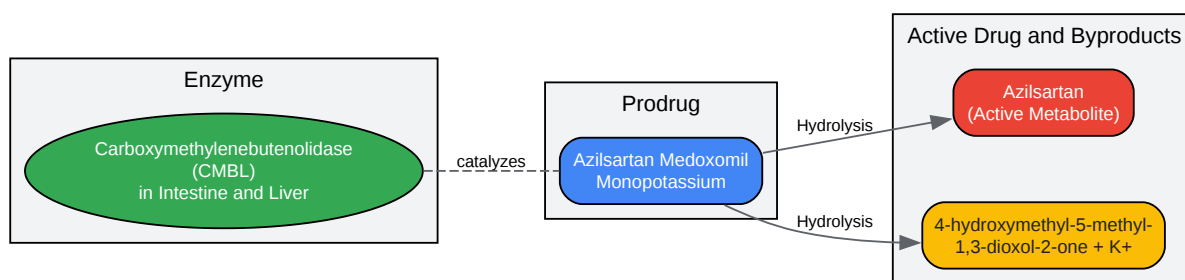 Enzyme
Carboxymethylenebutenolidase
(CMBL)
in Intestine and Liver
catalyzes
Prodrug
Azilsartan Medoxomil
Monopotassium
Hydrolysis
Hydrolysis
Active Drug and Byproducts
Azilsartan
(Active Metabolite)
4-hydroxymethyl-5-methyl-
1,3-dioxol-2-one + K+